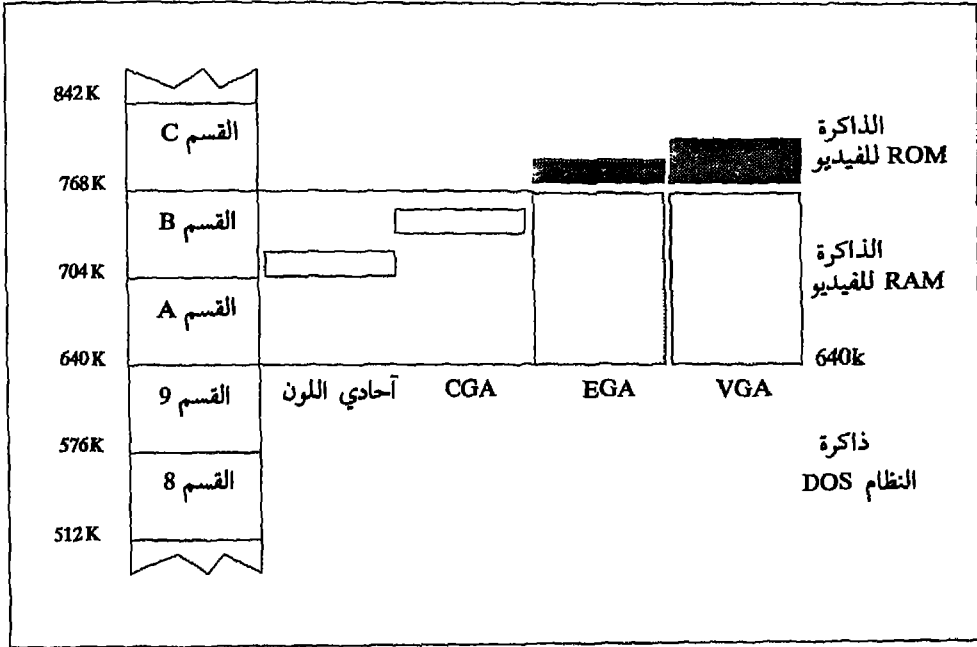 842K
القسم C
الذاكرة
ROM للفيديو
768K
القسم B
704K
الذاكرة
RAM للفيديو
القسم A
640K
640k
القسم 9
آحادي اللون
CGA
EGA
VGA
576K
ذاكرة
النظام DOS
القسم 8
512K